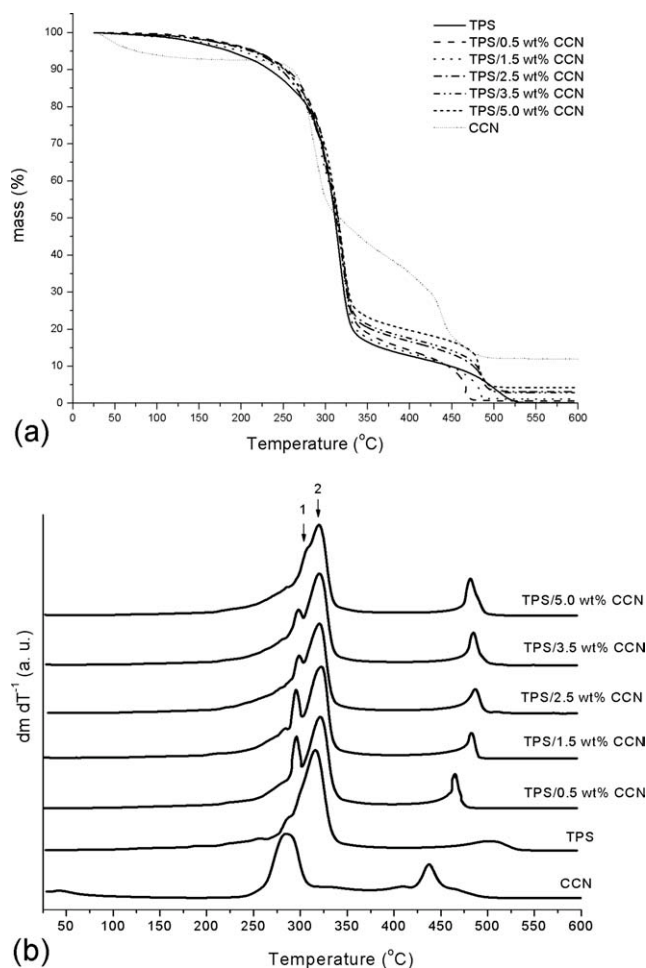 100
90
80
70
60
50
40
30
20
10
0
mass (%)
TPS
TPS/0.5 wt% CCN
TPS/1.5 wt% CCN
TPS/2.5 wt% CCN
TPS/3.5 wt% CCN
TPS/5.0 wt% CCN
CCN
0 50 100 150 200 250 300 350 400 450 500 550 600
(a)
Temperature (°C)
1 2
dm dT⁻¹ (a. u.)
TPS/5.0 wt% CCN
TPS/3.5 wt% CCN
TPS/2.5 wt% CCN
TPS/1.5 wt% CCN
TPS/0.5 wt% CCN
TPS
CCN
50 100 150 200 250 300 350 400 450 500 550 600
(b)
Temperature (°C)